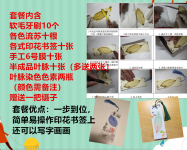 套餐内含
软毛牙刷10个
各色流苏十根
各式印花书签十张
手工6号膜十张
半成品叶脉十张（多送两张）
叶脉染色色素两瓶
（颜色需备注）
赠送一把镊子
套餐优点：一步到位，
简单易操作印花书签上
还可以写字画画